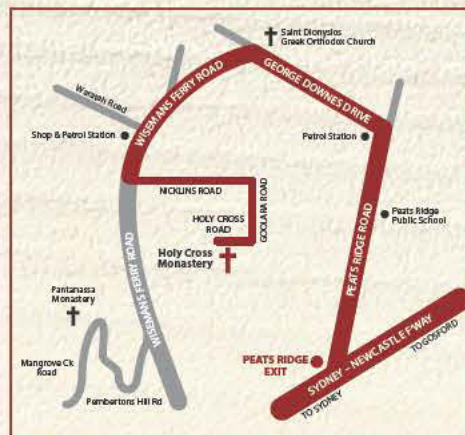 Saint Dionysios
Greek Orthodox Church
GEORGE DOWNES DRIVE
WISEMANS FERRY ROAD
Waratah Road
Shop & Petrol Station
Petrol Station
NICKLINS ROAD
GOOLARA ROAD
HOLY CROSS
ROAD
Holy Cross
Monastery
Peats Ridge
Public School
PEATS RIDGE ROAD
WISEMANS FERRY ROAD
Pantanassa
Monastery
Mangrove Ck
Road
Pembertons Hill Rd
PEATS RIDGE
EXIT
SYDNEY – NEWCASTLE F'WAY
TO GOSFORD
TO SYDNEY